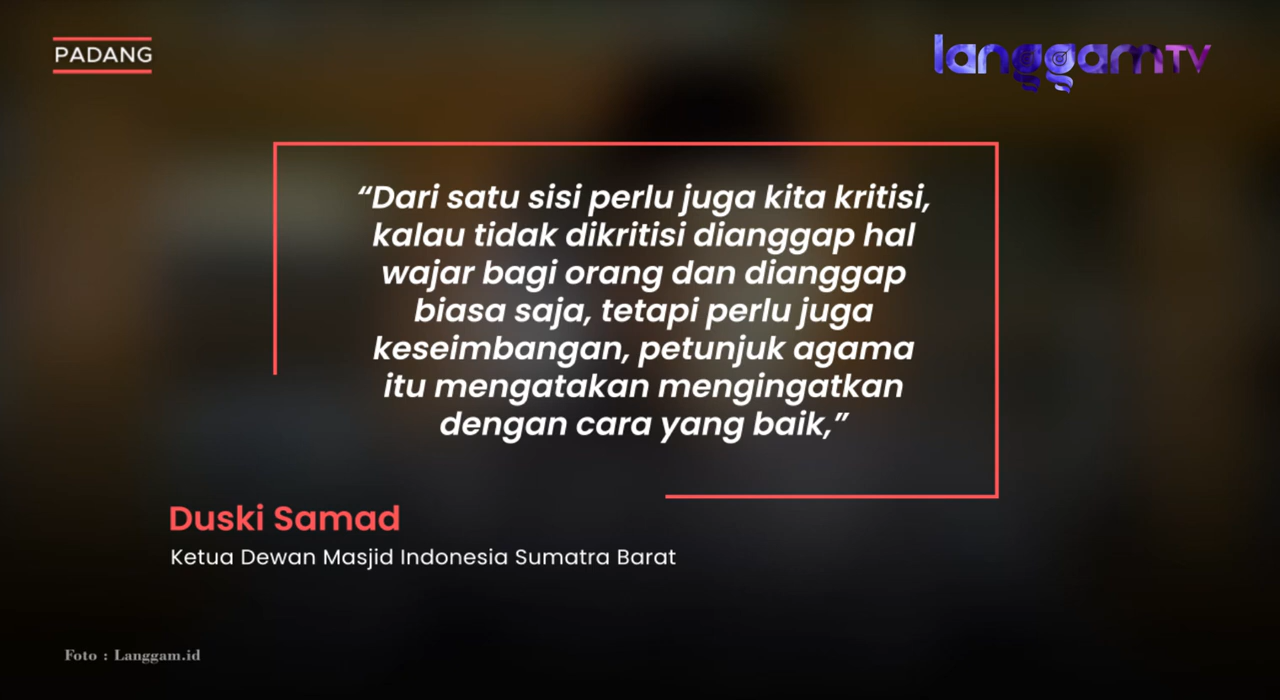 PADANG
langgamTV
“Dari satu sisi perlu juga kita kritisi,
kalau tidak dikritisi dianggap hal
wajar bagi orang dan dianggap
biasa saja, tetapi perlu juga
keseimbangan, petunjuk agama
itu mengatakan mengingatkan
dengan cara yang baik,”
Duski Samad
Ketua Dewan Masjid Indonesia Sumatra Barat
Foto : Langgam.id